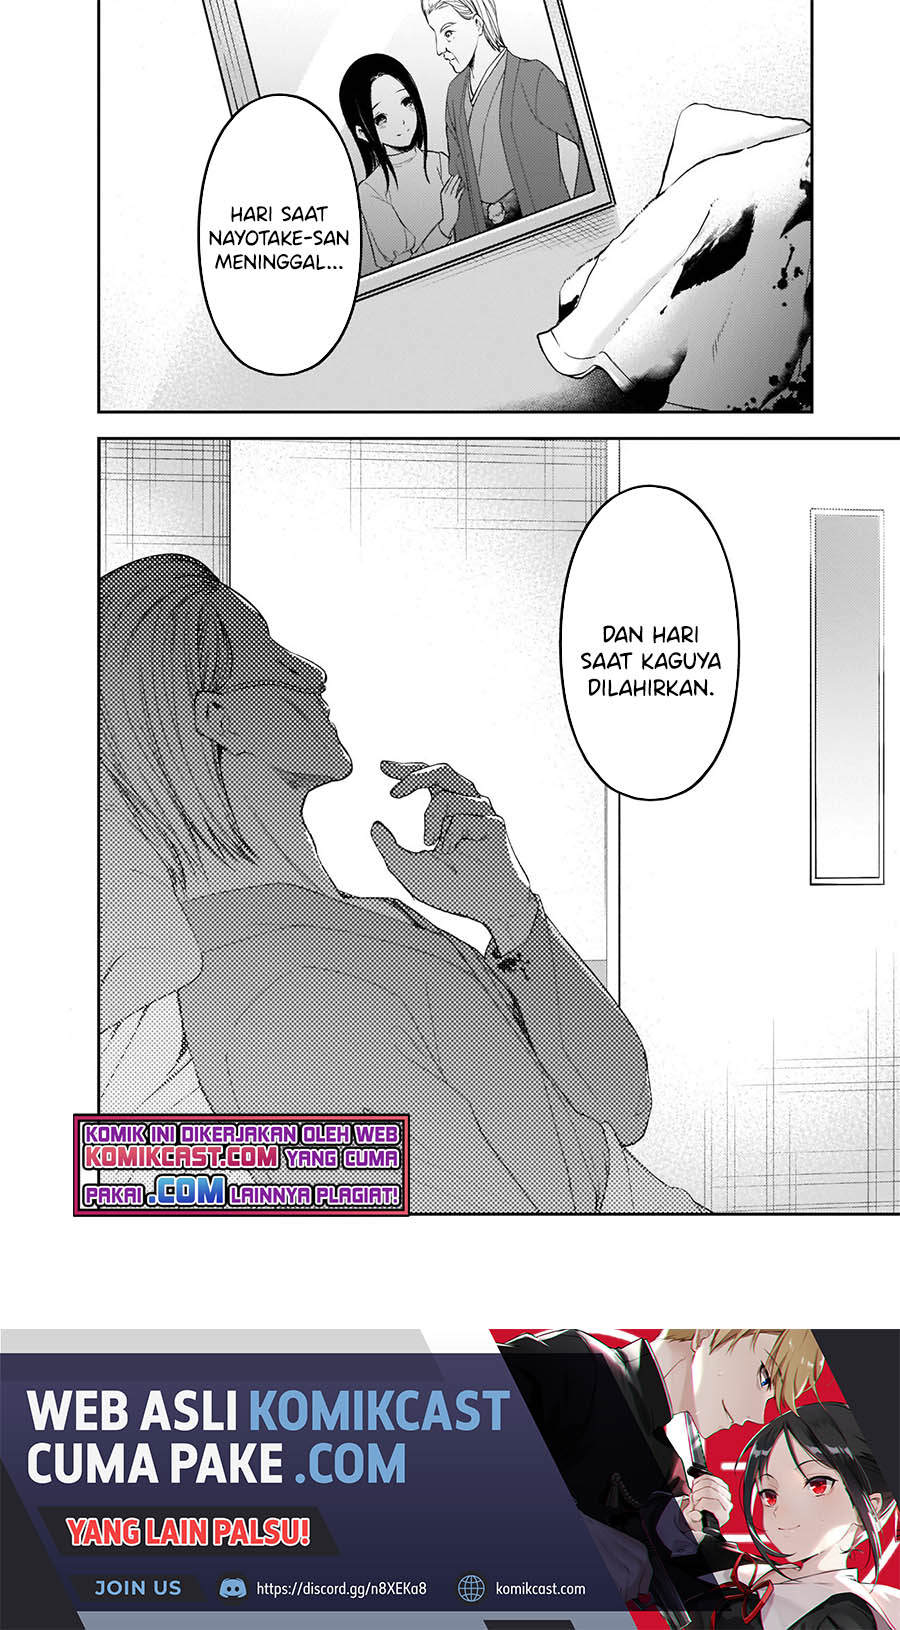 HARI SAAT
NAYOTAKE-SAN
MENINGGAL...
DAN HARI
SAAT KAGUYA
DILAHIRKAN.
KOMIK INI DIKERJAKAN OLEH WEB
KOMIKCAST.COM YANG CUMA
PAKAI .COM LAINNYA PLAGIAT!
WEB ASLI KOMIKCAST
CUMA PAKE .COM
YANG LAIN PALSU!
JOIN US https://discord.gg/n8XEKa8 komikcast.com